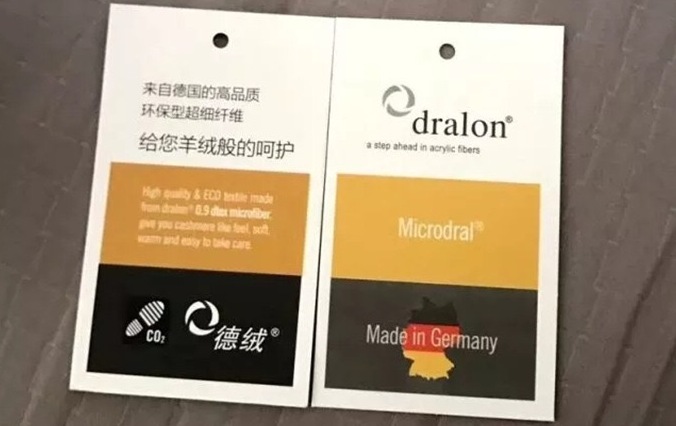 来自德国的高品质
环保型超细纤维
给您羊绒般的呵护
High quality & ECO textile made
from dralon® 0.9 dtex microfiber,
give you cashmere like feel, soft,
warm and easy to take care.
CO₂
德绒®
dralon®
a step ahead in acrylic fibers
Microdral®
Made in Germany